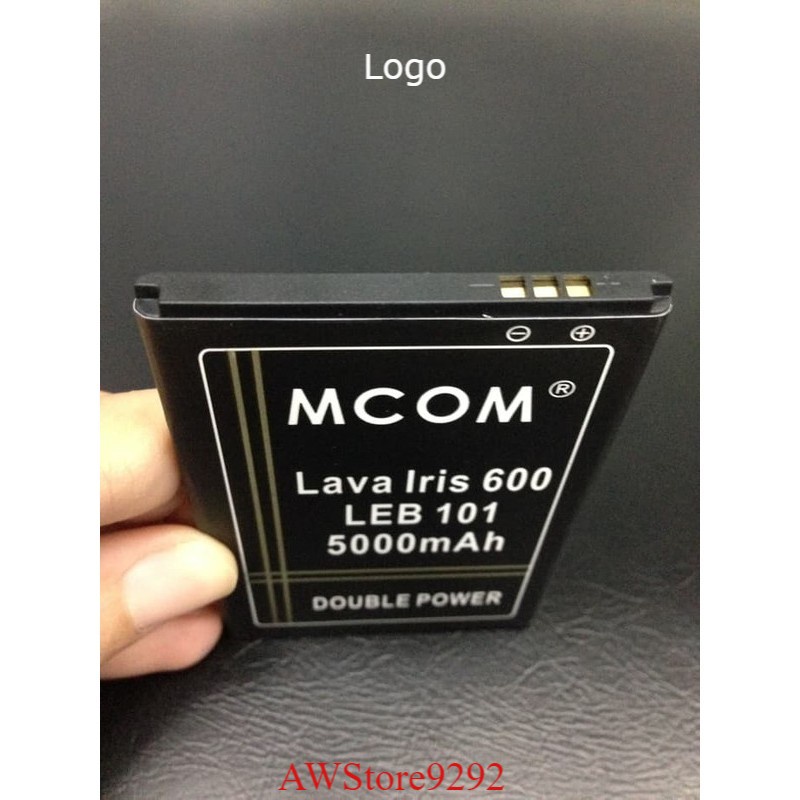 Logo
MCOM®
Lava Iris 600
LEB 101
5000mAh
DOUBLE POWER
AWStore9292